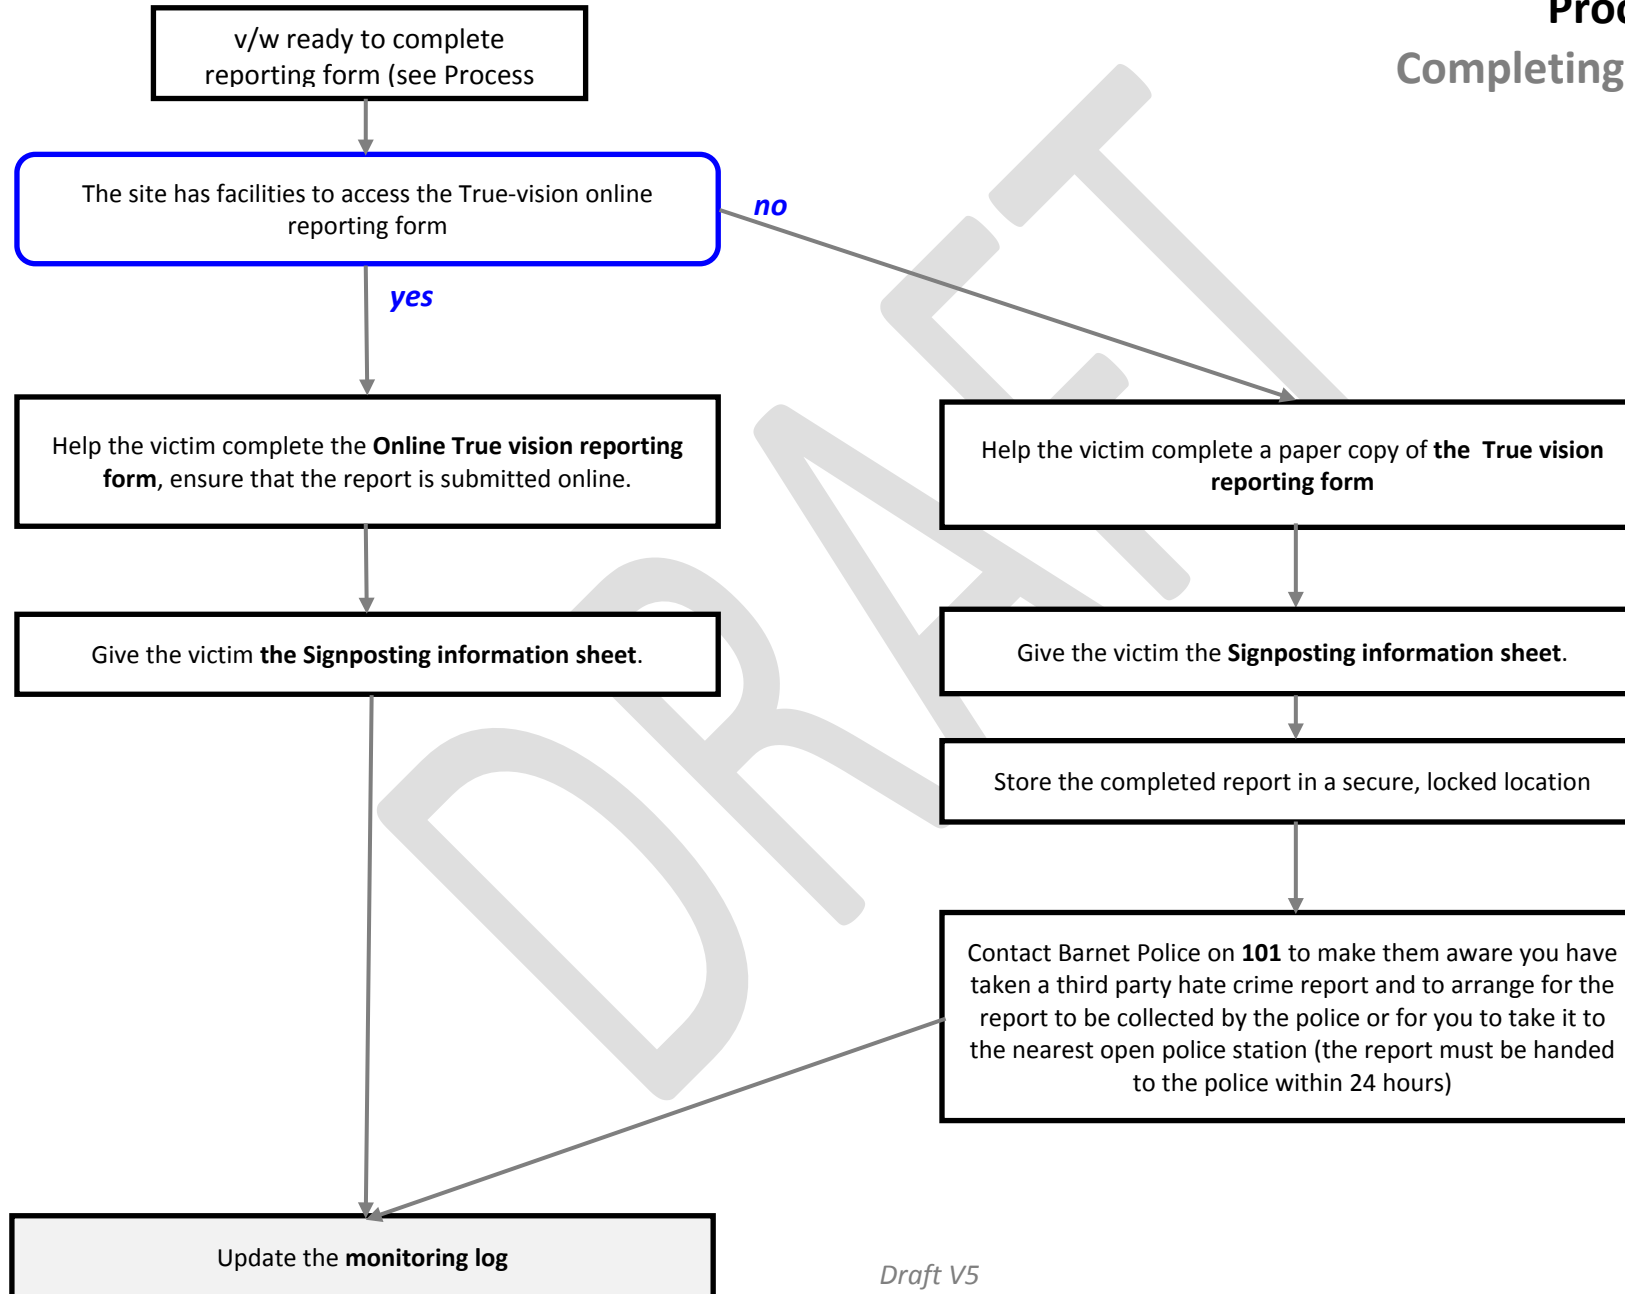 Proc
Completing
v/w ready to complete
reporting form (see Process
The site has facilities to access the True-vision online
reporting form
no
yes
Help the victim complete the Online True vision reporting
form, ensure that the report is submitted online.
Help the victim complete a paper copy of the True vision
reporting form
Give the victim the Signposting information sheet.
Give the victim the Signposting information sheet.
Store the completed report in a secure, locked location
Contact Barnet Police on 101 to make them aware you have
taken a third party hate crime report and to arrange for the
report to be collected by the police or for you to take it to
the nearest open police station (the report must be handed
to the police within 24 hours)
Update the monitoring log
Draft V5
DRAFT